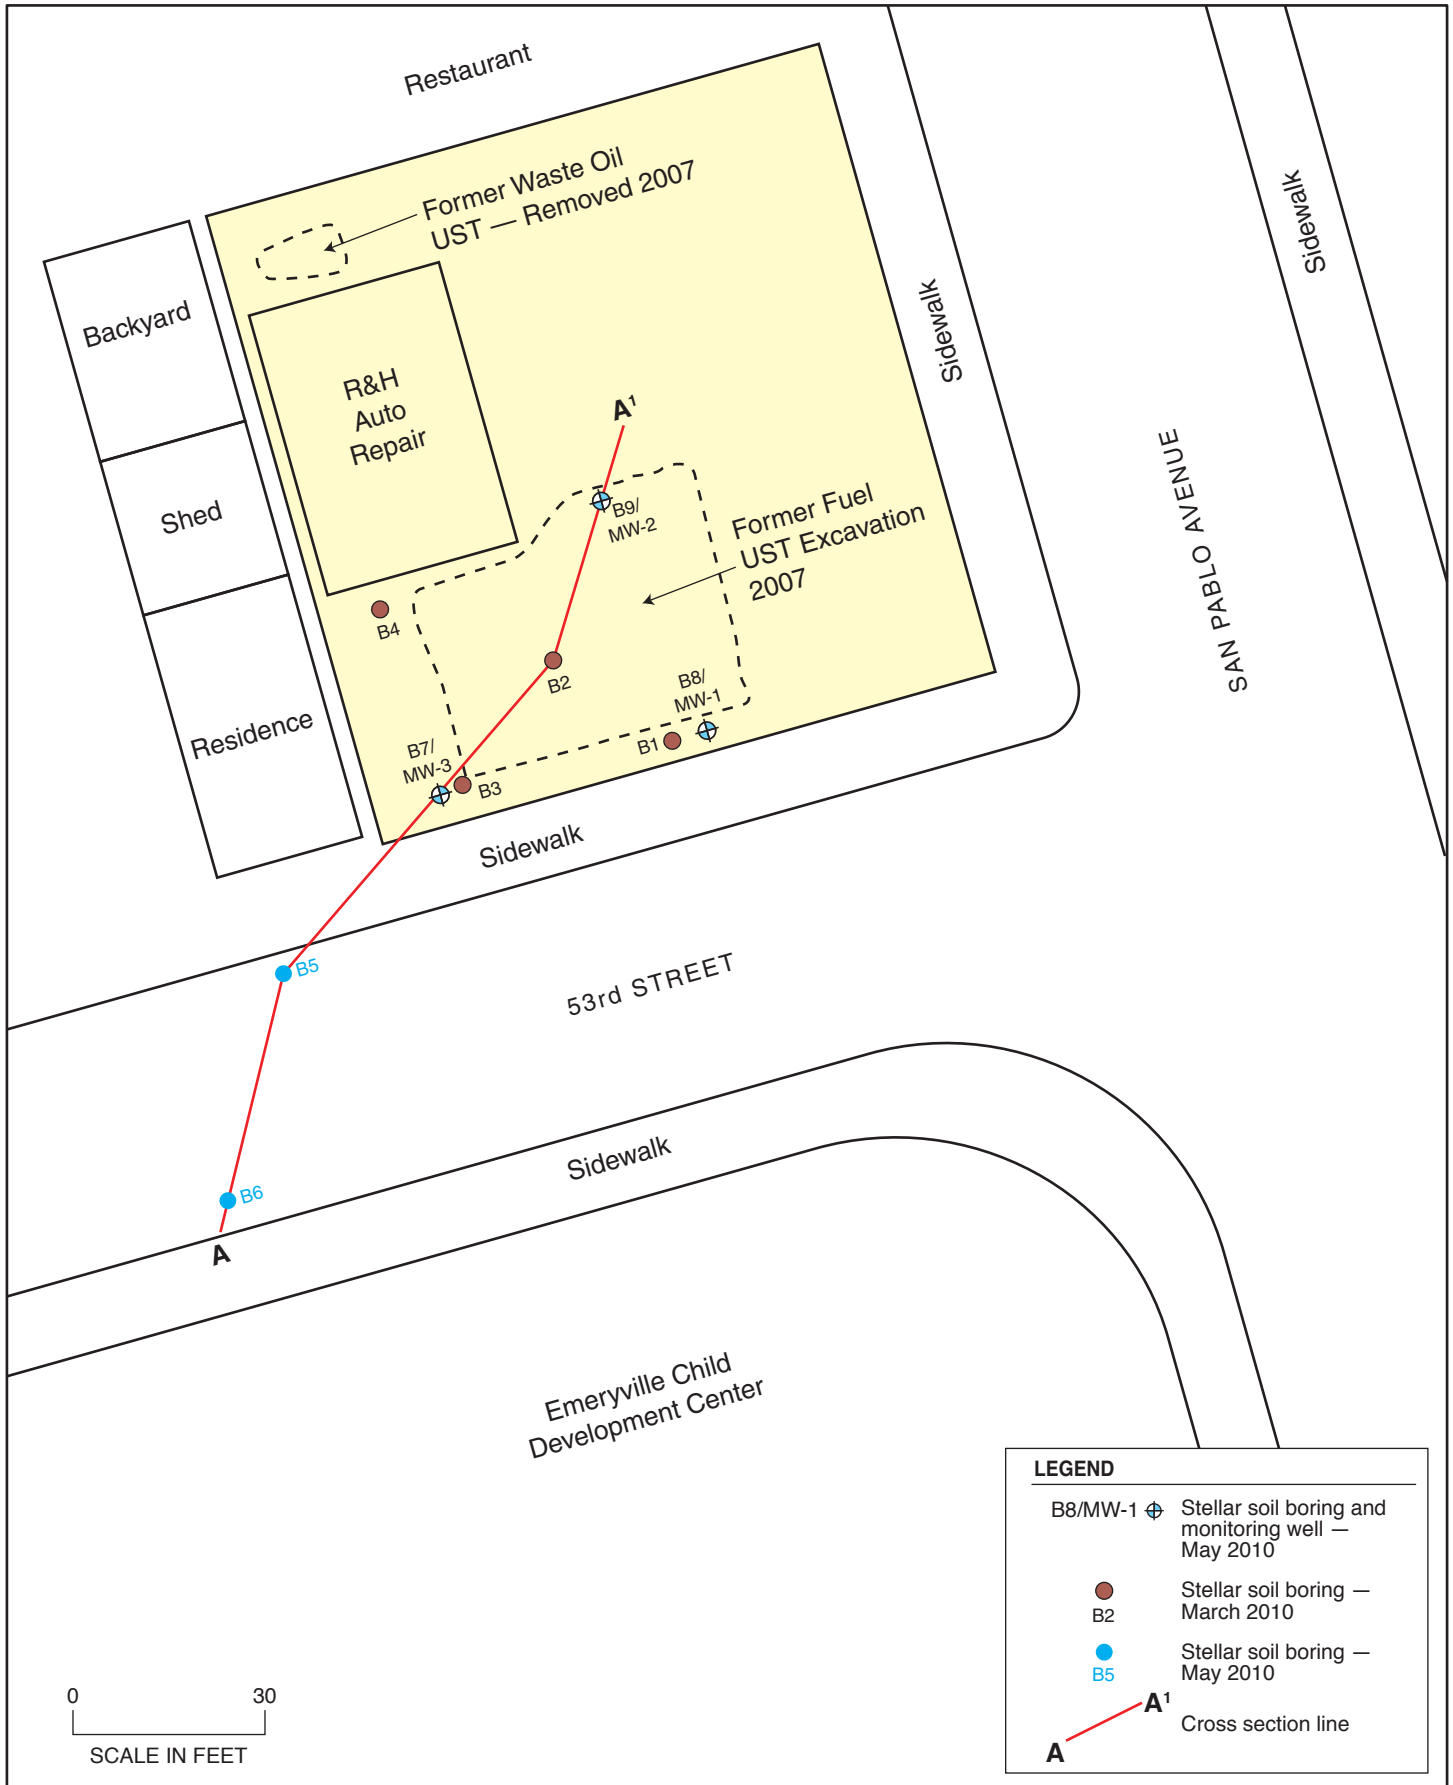 Restaurant
Former Waste Oil
UST — Removed 2007
Backyard
Shed
Residence
R&H
Auto
Repair
Sidewalk
Sidewalk
SAN PABLO AVENUE
A¹
B9/
MW-2
Former Fuel
UST Excavation
2007
B4
B2
B8/
MW-1
B1
B7/
MW-3
B3
Sidewalk
B5
53rd STREET
Sidewalk
B6
A
Emeryville Child
Development Center
LEGEND
B8/MW-1 Stellar soil boring and
monitoring well —
May 2010
Stellar soil boring —
B2 March 2010
Stellar soil boring —
B5 May 2010
A¹
Cross section line
A
0 30
SCALE IN FEET